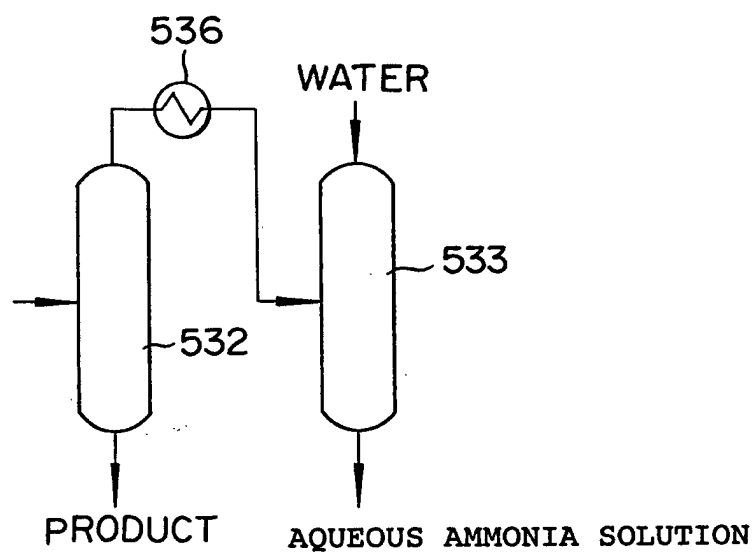 536
WATER
533
532
PRODUCT
AQUEOUS AMMONIA SOLUTION